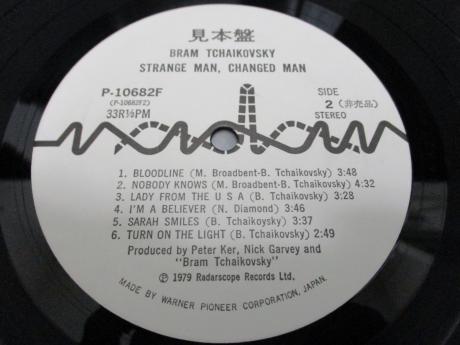 見本盤
BRAM TCHAIKOVSKY
STRANGE MAN, CHANGED MAN
P-10682F
(P-10682F2)
33R⅓PM
SIDE
2 (非売品)
STEREO
1. BLOODLINE (M. Broadbent-B. Tchaikovsky) 3:48
2. NOBODY KNOWS (M. Broadbent-B. Tchaikovsky) 4:32
3. LADY FROM THE U S A (B. Tchaikovsky) 3:28
4. I'M A BELIEVER (N. Diamond) 3:46
5. SARAH SMILES (B. Tchaikovsky) 3:37
6. TURN ON THE LIGHT (B. Tchaikovsky) 2:49
Produced by Peter Ker, Nick Garvey and
"Bram Tchaikovsky"
℗ 1979 Radarscope Records Ltd.
MADE BY WARNER PIONEER CORPORATION, JAPAN.